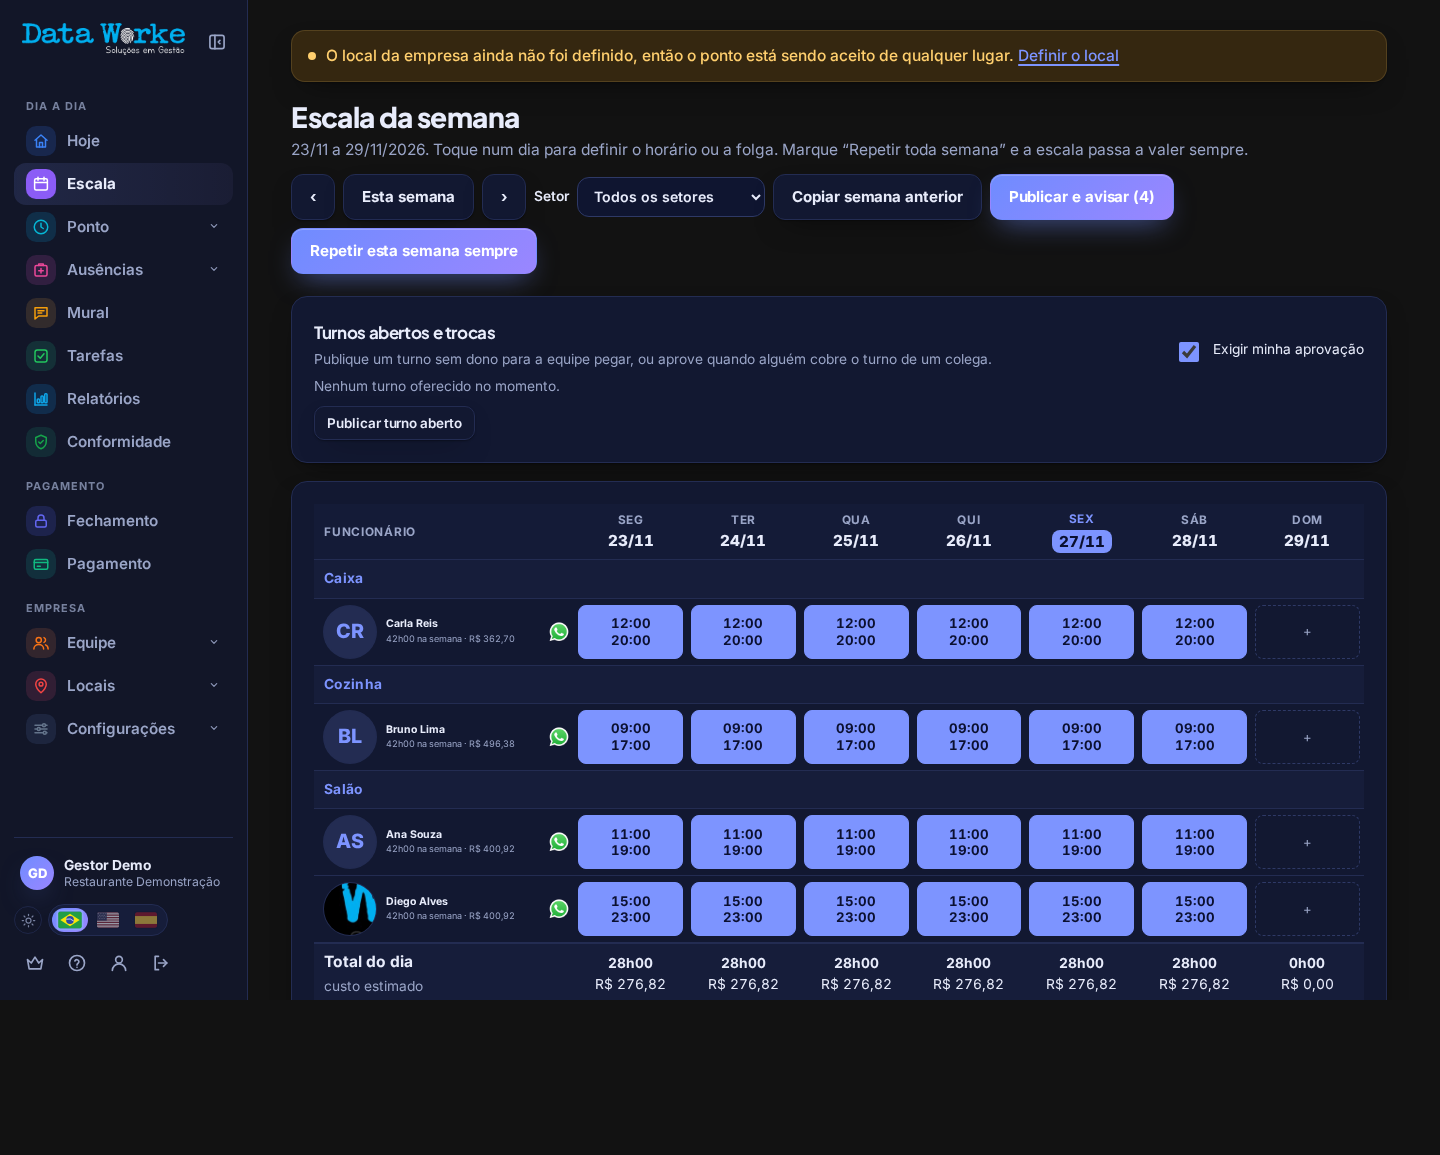 Data Worke
Soluções em Gestão
DIA A DIA
Hoje
Escala
Ponto
Ausências
Mural
Tarefas
Relatórios
Conformidade
PAGAMENTO
Fechamento
Pagamento
EMPRESA
Equipe
Locais
Configurações
GD
Gestor Demo
Restaurante Demonstração
O local da empresa ainda não foi definido, então o ponto está sendo aceito de qualquer lugar. Definir o local
Escala da semana
23/11 a 29/11/2026. Toque num dia para definir o horário ou a folga. Marque “Repetir toda semana” e a escala passa a valer sempre.
‹ Esta semana › Setor Todos os setores Copiar semana anterior Publicar e avisar (4)
Repetir esta semana sempre
Turnos abertos e trocas
Publique um turno sem dono para a equipe pegar, ou aprove quando alguém cobre o turno de um colega.
Exigir minha aprovação
Nenhum turno oferecido no momento.
Publicar turno aberto
FUNCIONÁRIO
SEG TER QUA QUI SEX SÁB DOM
23/11 24/11 25/11 26/11 27/11 28/11 29/11
Caixa
CR
Carla Reis
42h00 na semana · R$ 362,70
12:00 12:00 12:00 12:00 12:00 12:00
20:00 20:00 20:00 20:00 20:00 20:00
+
Cozinha
BL
Bruno Lima
42h00 na semana · R$ 496,38
09:00 09:00 09:00 09:00 09:00 09:00
17:00 17:00 17:00 17:00 17:00 17:00
+
Salão
AS
Ana Souza
42h00 na semana · R$ 400,92
11:00 11:00 11:00 11:00 11:00 11:00
19:00 19:00 19:00 19:00 19:00 19:00
+
Diego Alves
42h00 na semana · R$ 400,92
15:00 15:00 15:00 15:00 15:00 15:00
23:00 23:00 23:00 23:00 23:00 23:00
+
Total do dia 28h00 28h00 28h00 28h00 28h00 28h00 0h00
custo estimado R$ 276,82 R$ 276,82 R$ 276,82 R$ 276,82 R$ 276,82 R$ 276,82 R$ 0,00